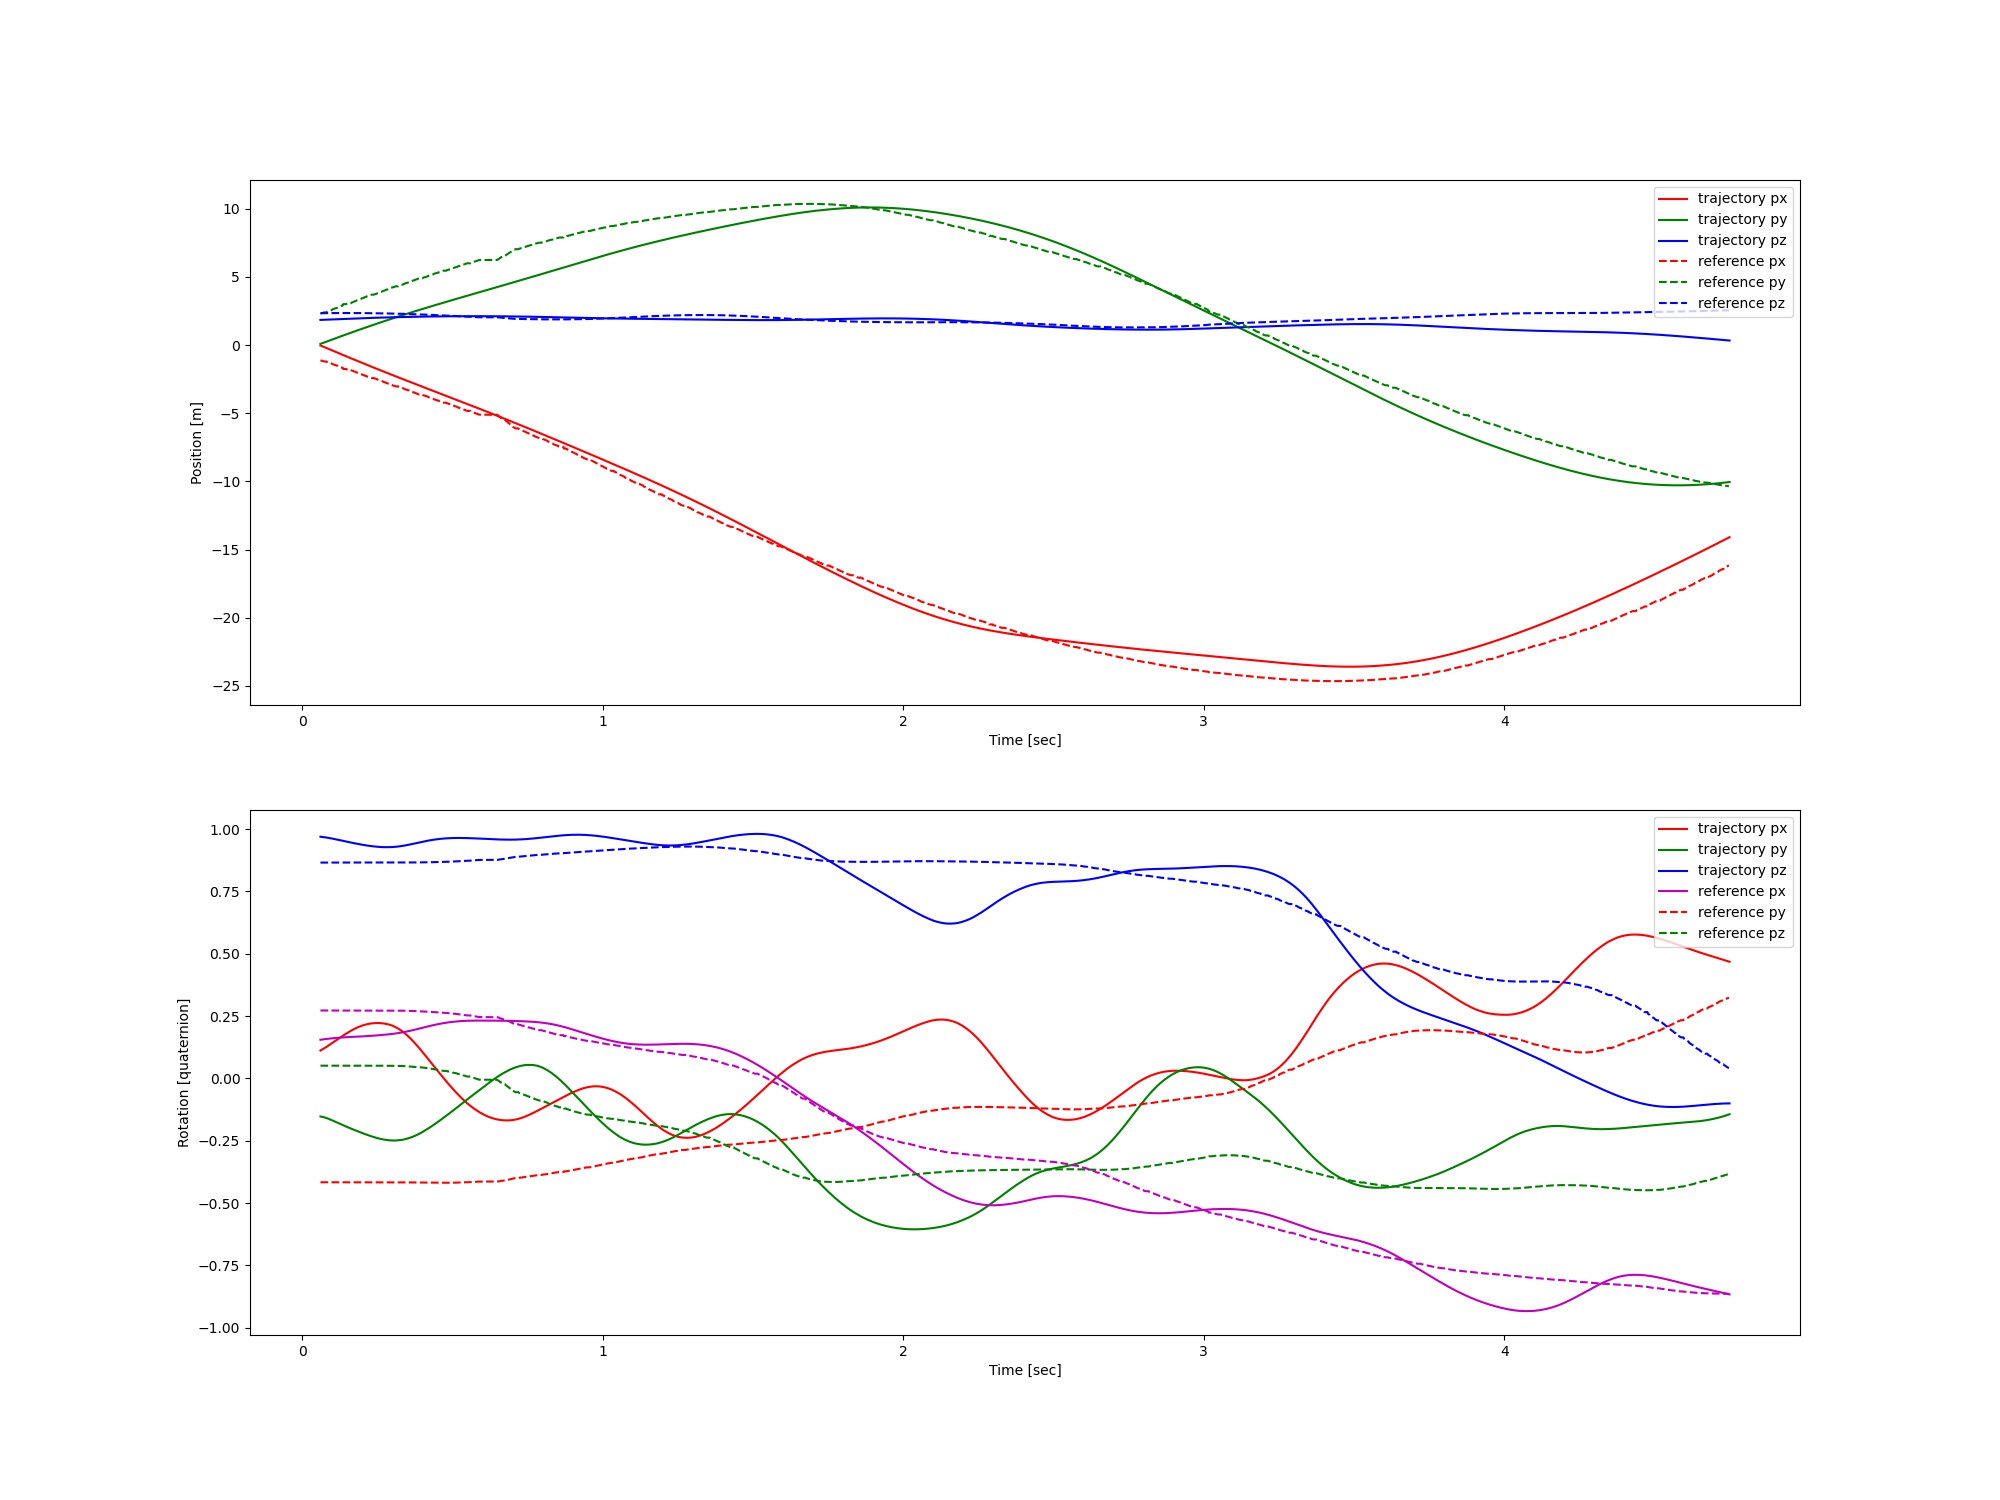 10
5
0
−5
−10
−15
−20
−25
Position [m]
0 1 2 3 4
Time [sec]
trajectory px
trajectory py
trajectory pz
reference px
reference py
reference pz
1.00
0.75
0.50
0.25
0.00
−0.25
−0.50
−0.75
−1.00
Rotation [quaternion]
0 1 2 3 4
Time [sec]
trajectory px
trajectory py
trajectory pz
reference px
reference py
reference pz